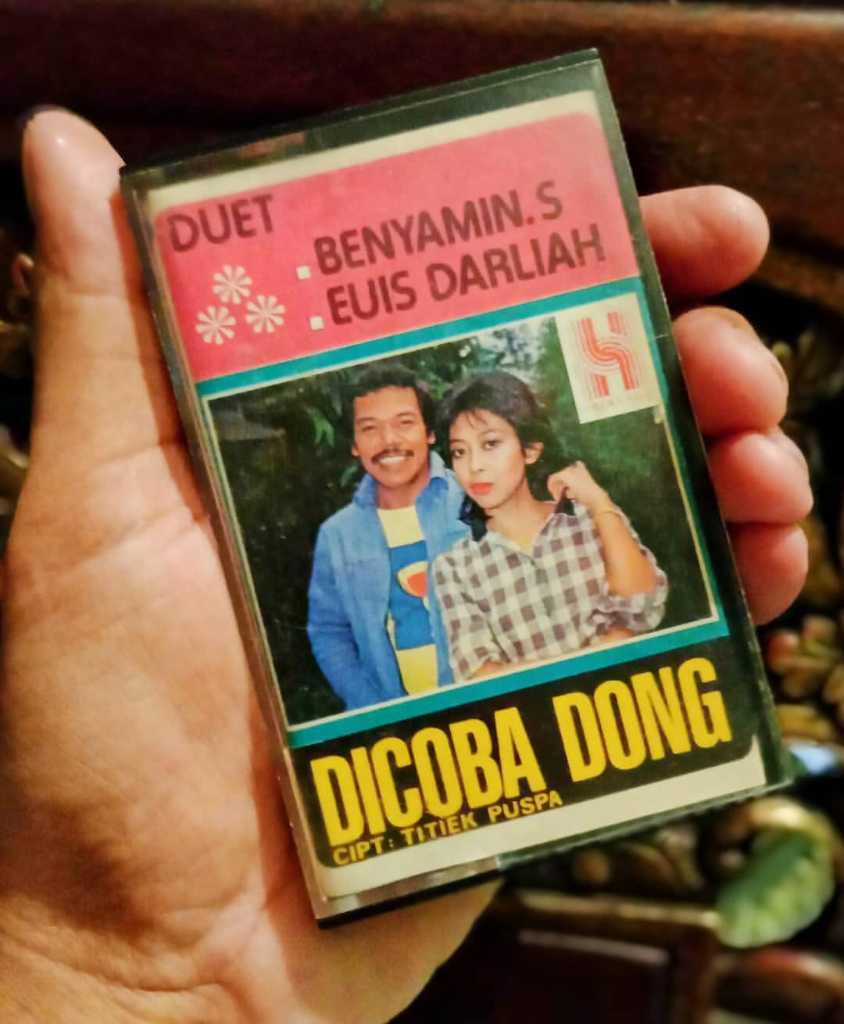 DUET
: BENYAMIN. S
: EUIS DARLIAH
DICOBA DONG
CIPT: TITIEK PUSPA